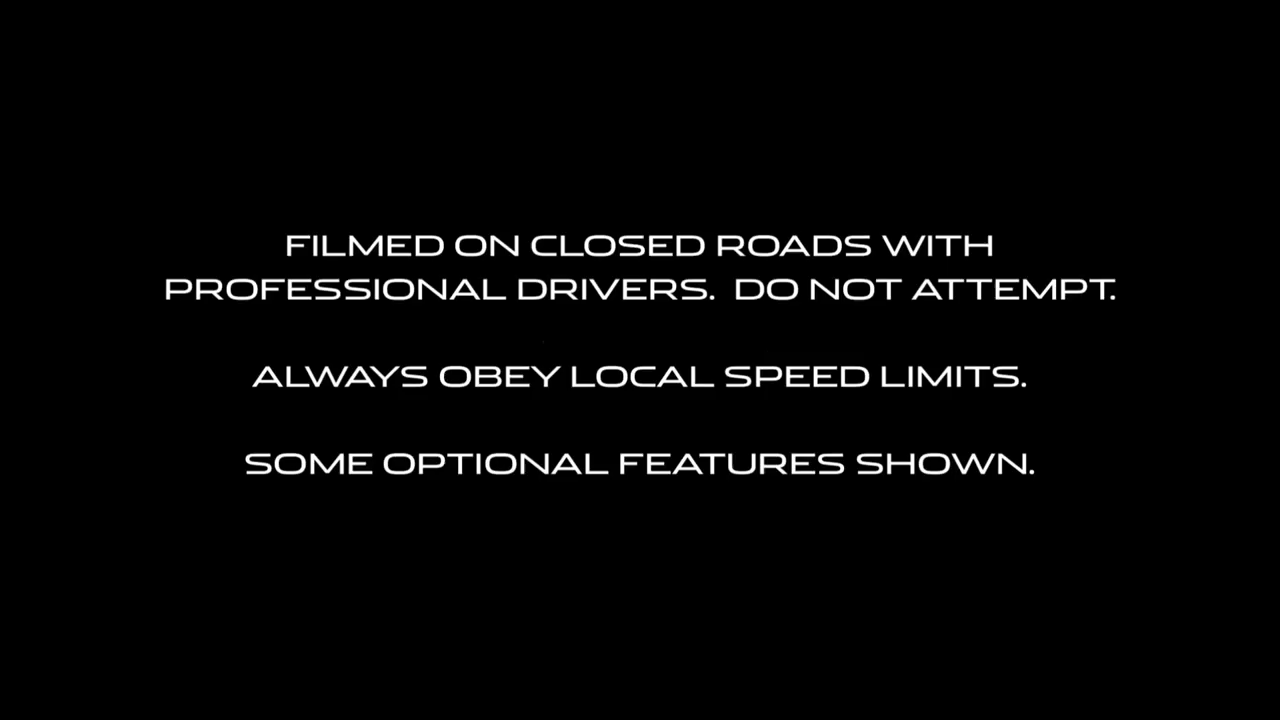 FILMED ON CLOSED ROADS WITH
PROFESSIONAL DRIVERS. DO NOT ATTEMPT.
ALWAYS OBEY LOCAL SPEED LIMITS.
SOME OPTIONAL FEATURES SHOWN.